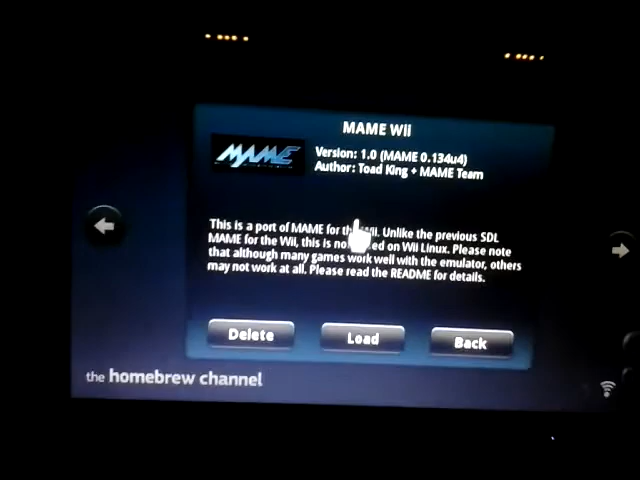 MAME Wii
MAME
Version: 1.0 (MAME 0.134u4)
Author: Toad King + MAME Team
This is a port of MAME for the Wii. Unlike the previous SDL
MAME for the Wii, this is not on Wii Linux. Please note
that although many games work well with the emulator, others
may not work at all. Please read the README for details.
Delete
Load
Back
the homebrew channel